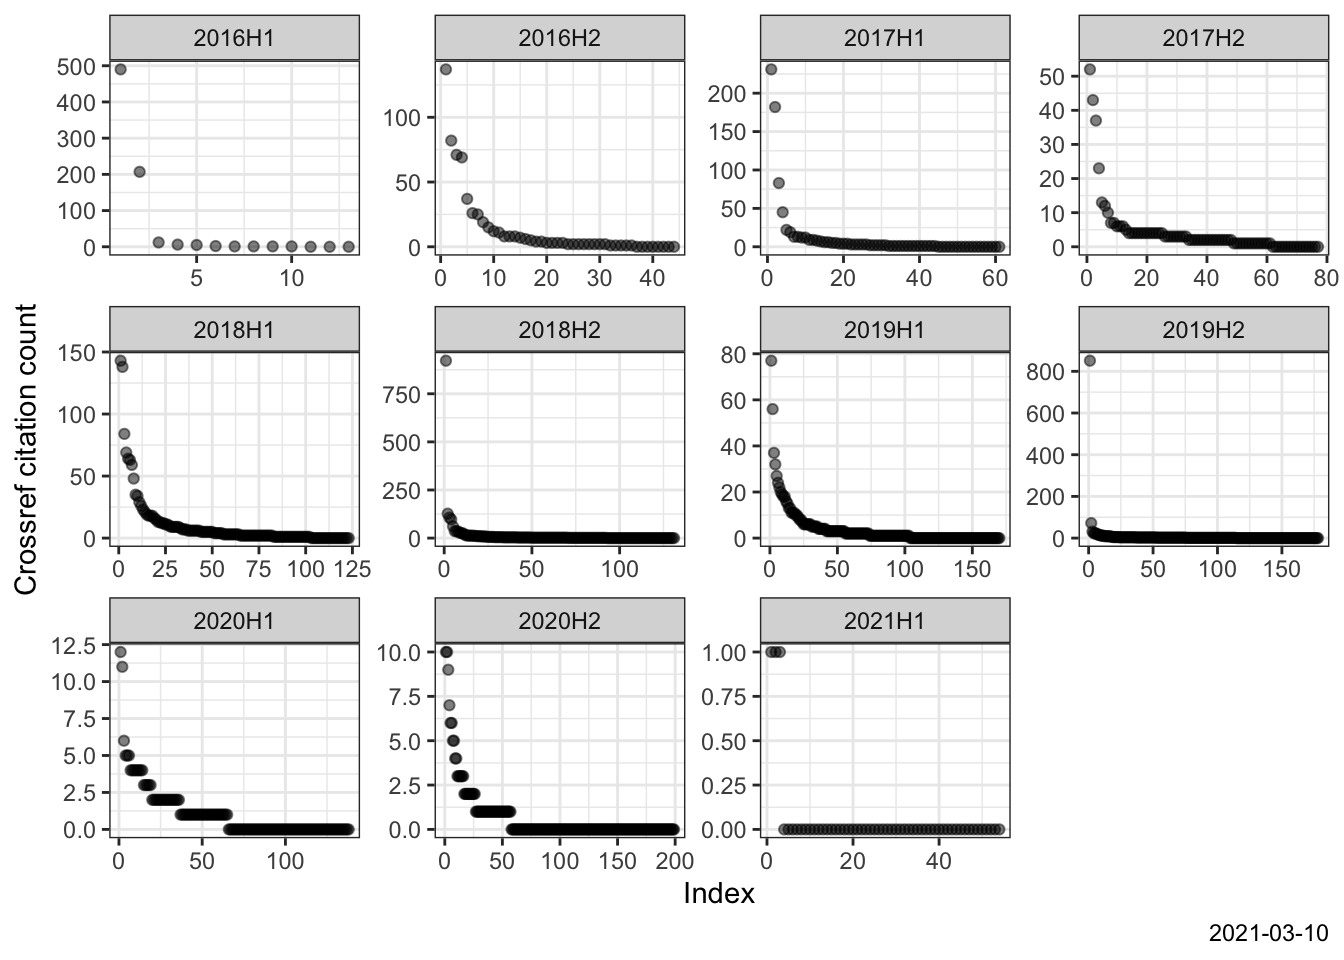 2016H1 2016H2 2017H1 2017H2
500 400 300 200 100 0
100 50 0
200 150 100 50 0
50 40 30 20 10 0
5 10
0 10 20 30 40
0 20 40 60
0 20 40 60 80
Crossref citation count
2018H1 2018H2 2019H1 2019H2
150 100 50 0
750 500 250 0
80 60 40 20 0
800 600 400 200 0
0 25 50 75 100 125
0 50 100
0 50 100 150
0 50 100 150
2020H1 2020H2 2021H1
12.5 10.0 7.5 5.0 2.5 0.0
10.0 7.5 5.0 2.5 0.0
1.00 0.75 0.50 0.25 0.00
0 50 100
0 50 100 150 200
0 20 40
Index
2021-03-10